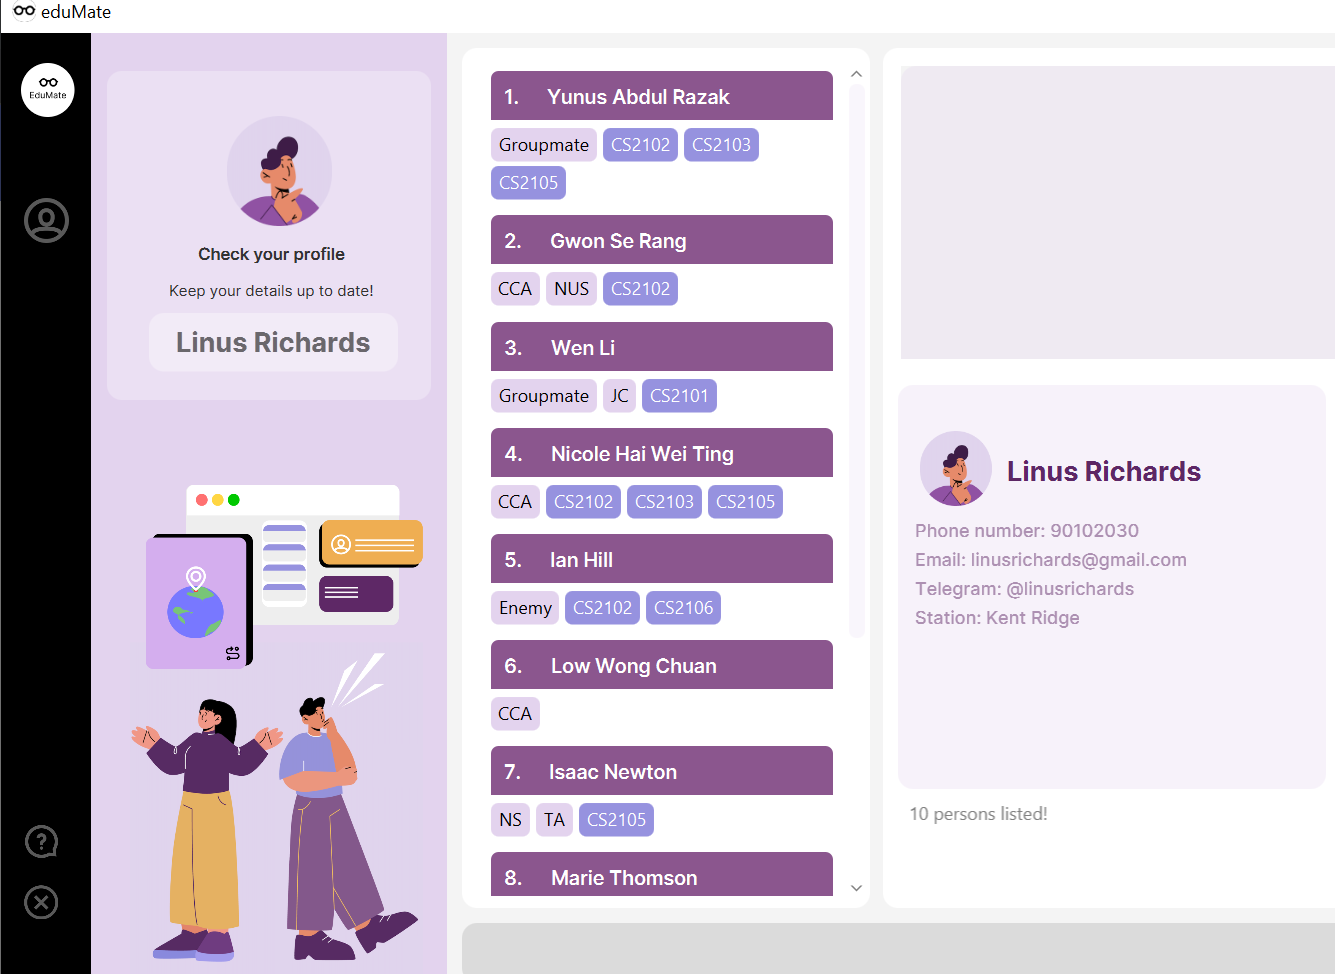 eduMate
EduMate
Check your profile
Keep your details up to date!
Linus Richards
1. Yunus Abdul Razak
Groupmate CS2102 CS2103
CS2105
2. Gwon Se Rang
CCA NUS CS2102
3. Wen Li
Groupmate JC CS2101
4. Nicole Hai Wei Ting
CCA CS2102 CS2103 CS2105
5. Ian Hill
Enemy CS2102 CS2106
6. Low Wong Chuan
CCA
7. Isaac Newton
NS TA CS2105
8. Marie Thomson
Linus Richards
Phone number: 90102030
Email: linusrichards@gmail.com
Telegram: @linusrichards
Station: Kent Ridge
10 persons listed!